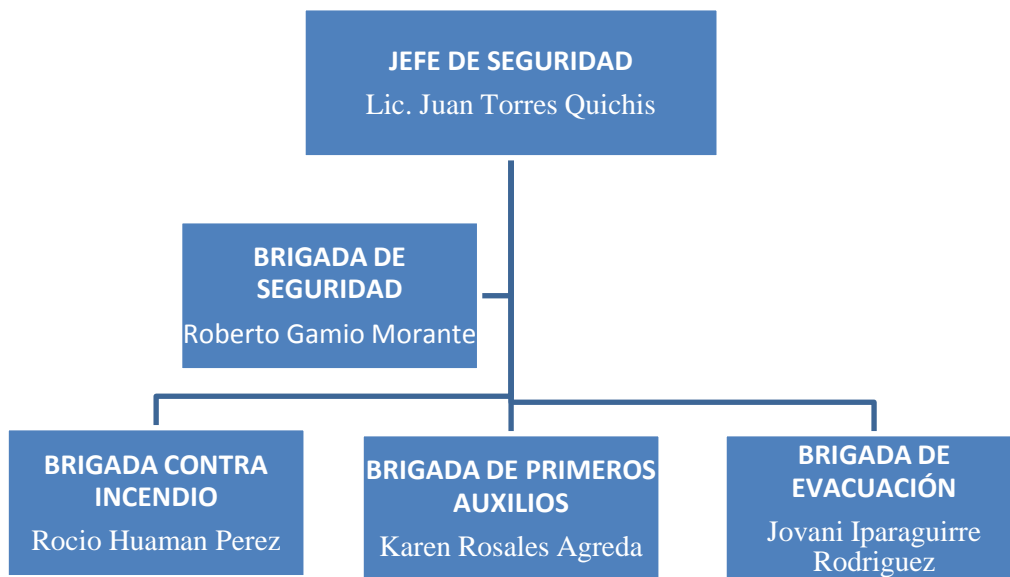 JEFE DE SEGURIDAD
Lic. Juan Torres Quichis
BRIGADA DE
SEGURIDAD
Roberto Gamio Morante
BRIGADA CONTRA
INCENDIO
Rocio Huaman Perez
BRIGADA DE PRIMEROS
AUXILIOS
Karen Rosales Agreda
BRIGADA DE
EVACUACIÓN
Jovani Iparaguirre
Rodriguez